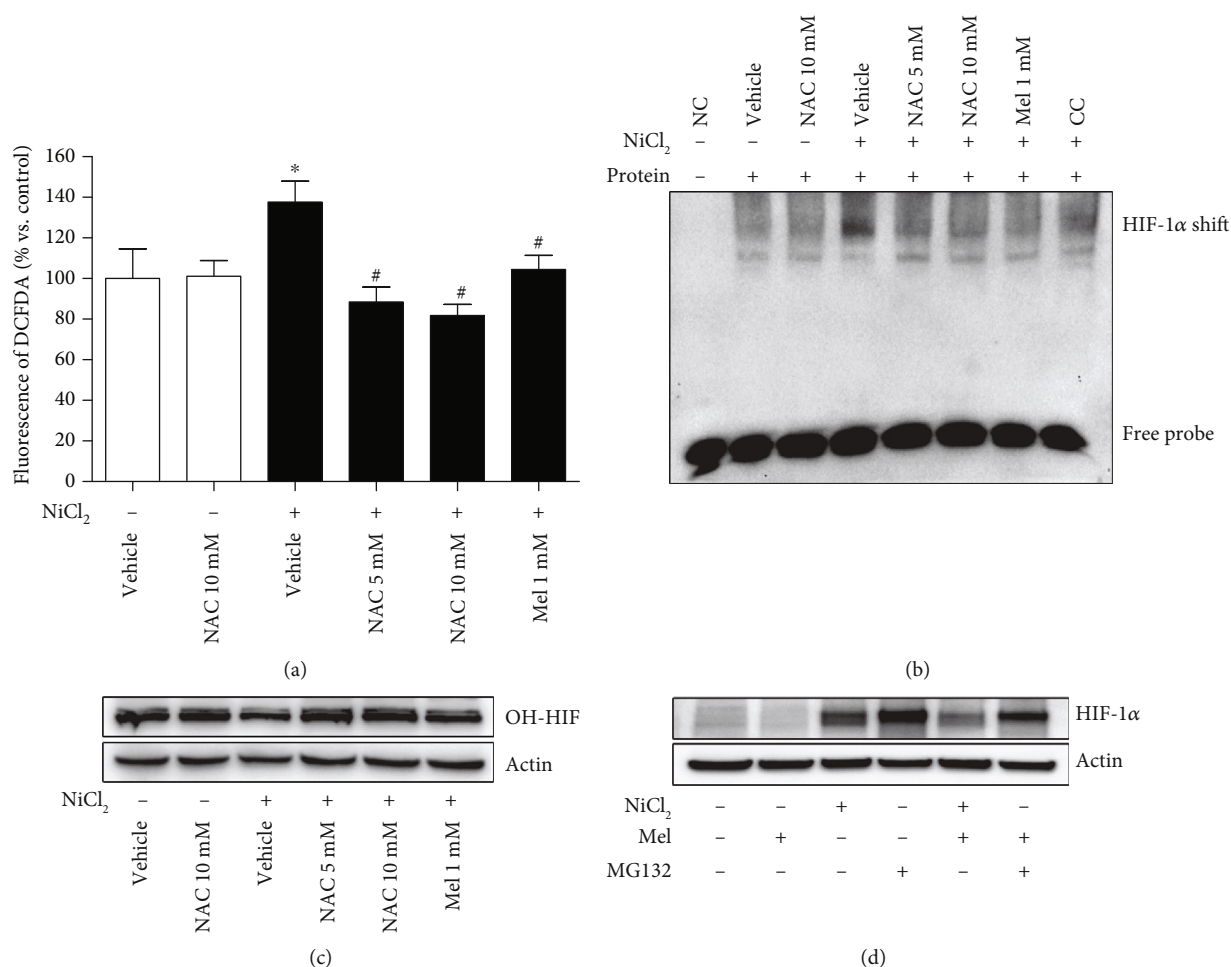 Fluorescence of DCFDA (% vs. control)
160
140
120
100
80
60
40
20
0
*
#
#
#
NiCl2 – – + + + +
Vehicle
NAC 10 mM
Vehicle
NAC 5 mM
NAC 10 mM
Mel 1 mM
(a)
NC
Vehicle
NAC 10 mM
Vehicle
NAC 5 mM
NAC 10 mM
Mel 1 mM
CC
NiCl2 – – – + + + + +
Protein – + + + + + + +
HIF-1α shift
Free probe
(b)
OH-HIF
Actin
NiCl2 – – + + + +
Vehicle
NAC 10 mM
Vehicle
NAC 5 mM
NAC 10 mM
Mel 1 mM
(c)
HIF-1α
Actin
NiCl2 – – + – + –
Mel – + – – + +
MG132 – – – + – +
(d)